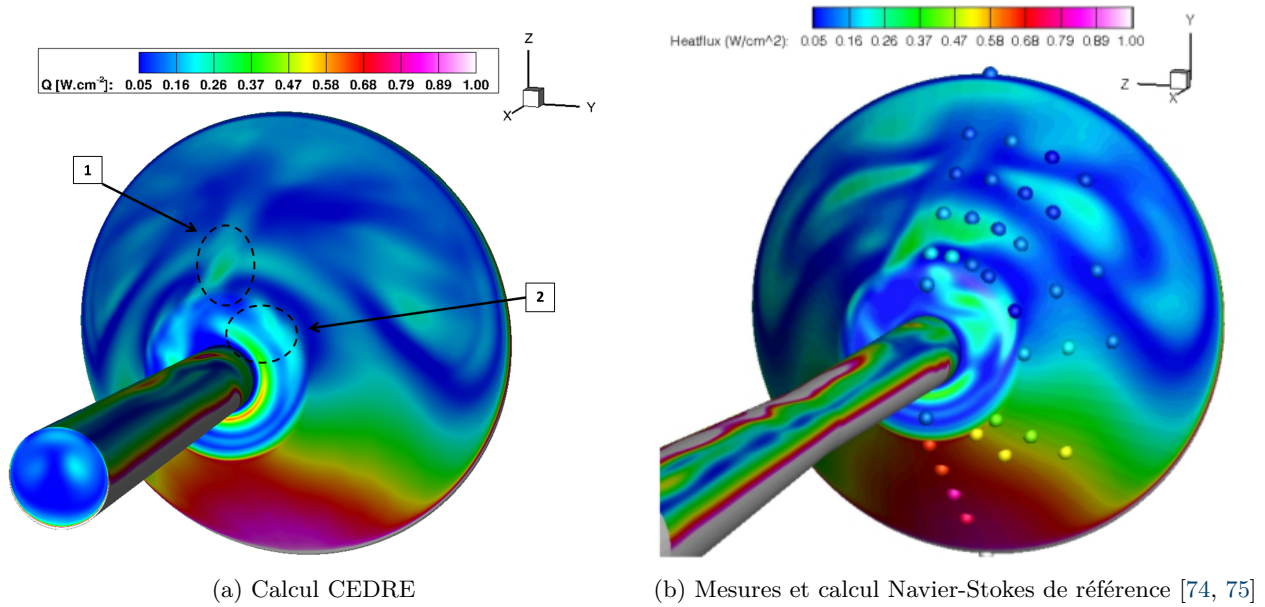 Q [W.cm-2]: 0.05 0.16 0.26 0.37 0.47 0.58 0.68 0.79 0.89 1.00
Z
Y
X
1
2
(a) Calcul CEDRE
Heatflux (W/cm^2): 0.05 0.16 0.26 0.37 0.47 0.58 0.68 0.79 0.89 1.00
Y
Z
X
(b) Mesures et calcul Navier-Stokes de référence [74, 75]